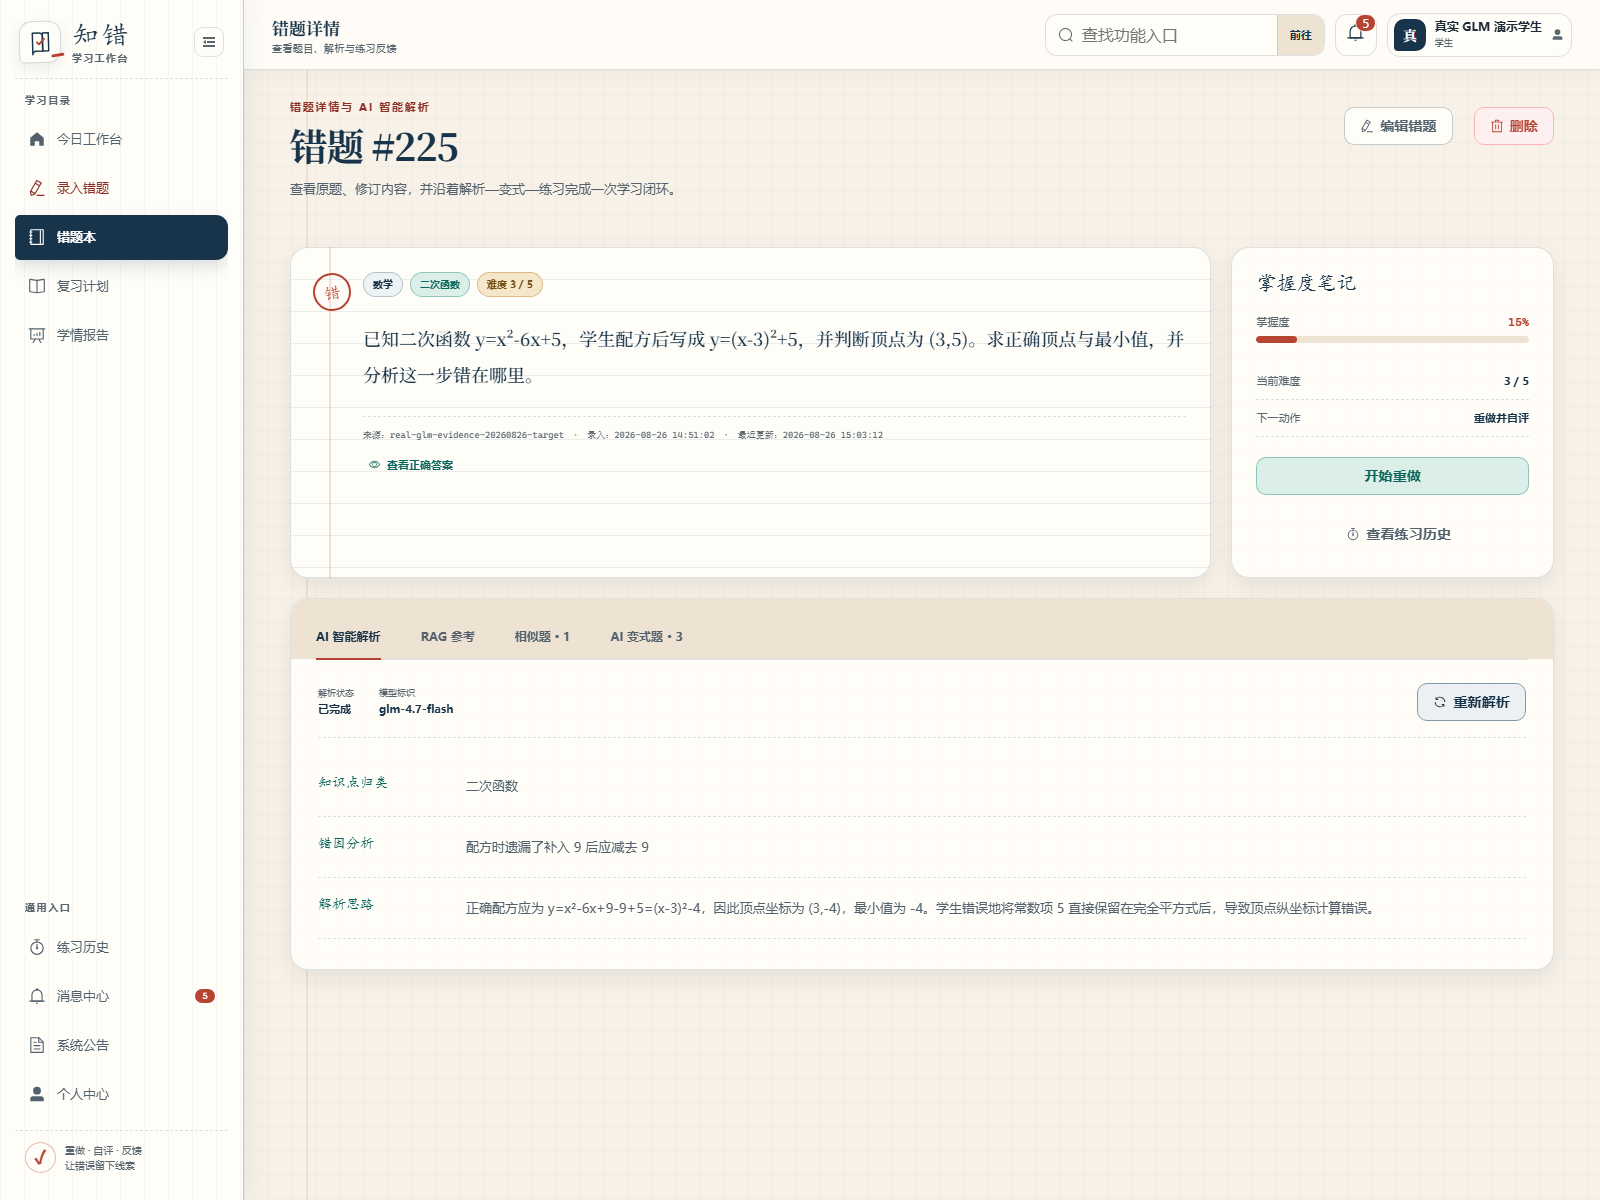 知错
学习工作台
学习目录
今日工作台
录入错题
错题本
复习计划
学情报告
通用入口
练习历史
消息中心
5
系统公告
个人中心
重做 · 自评 · 反馈
让错误留下线索
错题详情
查看题目、解析与练习反馈
查找功能入口
前往
5
真
真实 GLM 演示学生
学生
错题详情与 AI 智能解析
错题 #225
查看原题、修订内容，并沿着解析—变式—练习完成一次学习闭环。
编辑错题
删除
错
数学
二次函数
难度 3 / 5
已知二次函数 y=x²-6x+5，学生配方后写成 y=(x-3)²+5，并判断顶点为 (3,5)。求正确顶点与最小值，并
分析这一步错在哪里。
来源：real-glm-evidence-20260826-target · 录入：2026-08-26 14:51:02 · 最近更新：2026-08-26 15:03:12
查看正确答案
掌握度笔记
掌握度
15%
当前难度
3 / 5
下一动作
重做并自评
开始重做
查看练习历史
AI 智能解析
RAG 参考
相似题 • 1
AI 变式题 • 3
解析状态
已完成
模型标识
glm-4.7-flash
重新解析
知识点归类
二次函数
错因分析
配方时遗漏了补入 9 后应减去 9
解析思路
正确配方应为 y=x²-6x+9-9+5=(x-3)²-4，因此顶点坐标为 (3,-4)，最小值为 -4。学生错误地将常数项 5 直接保留在完全平方式后，导致顶点纵坐标计算错误。